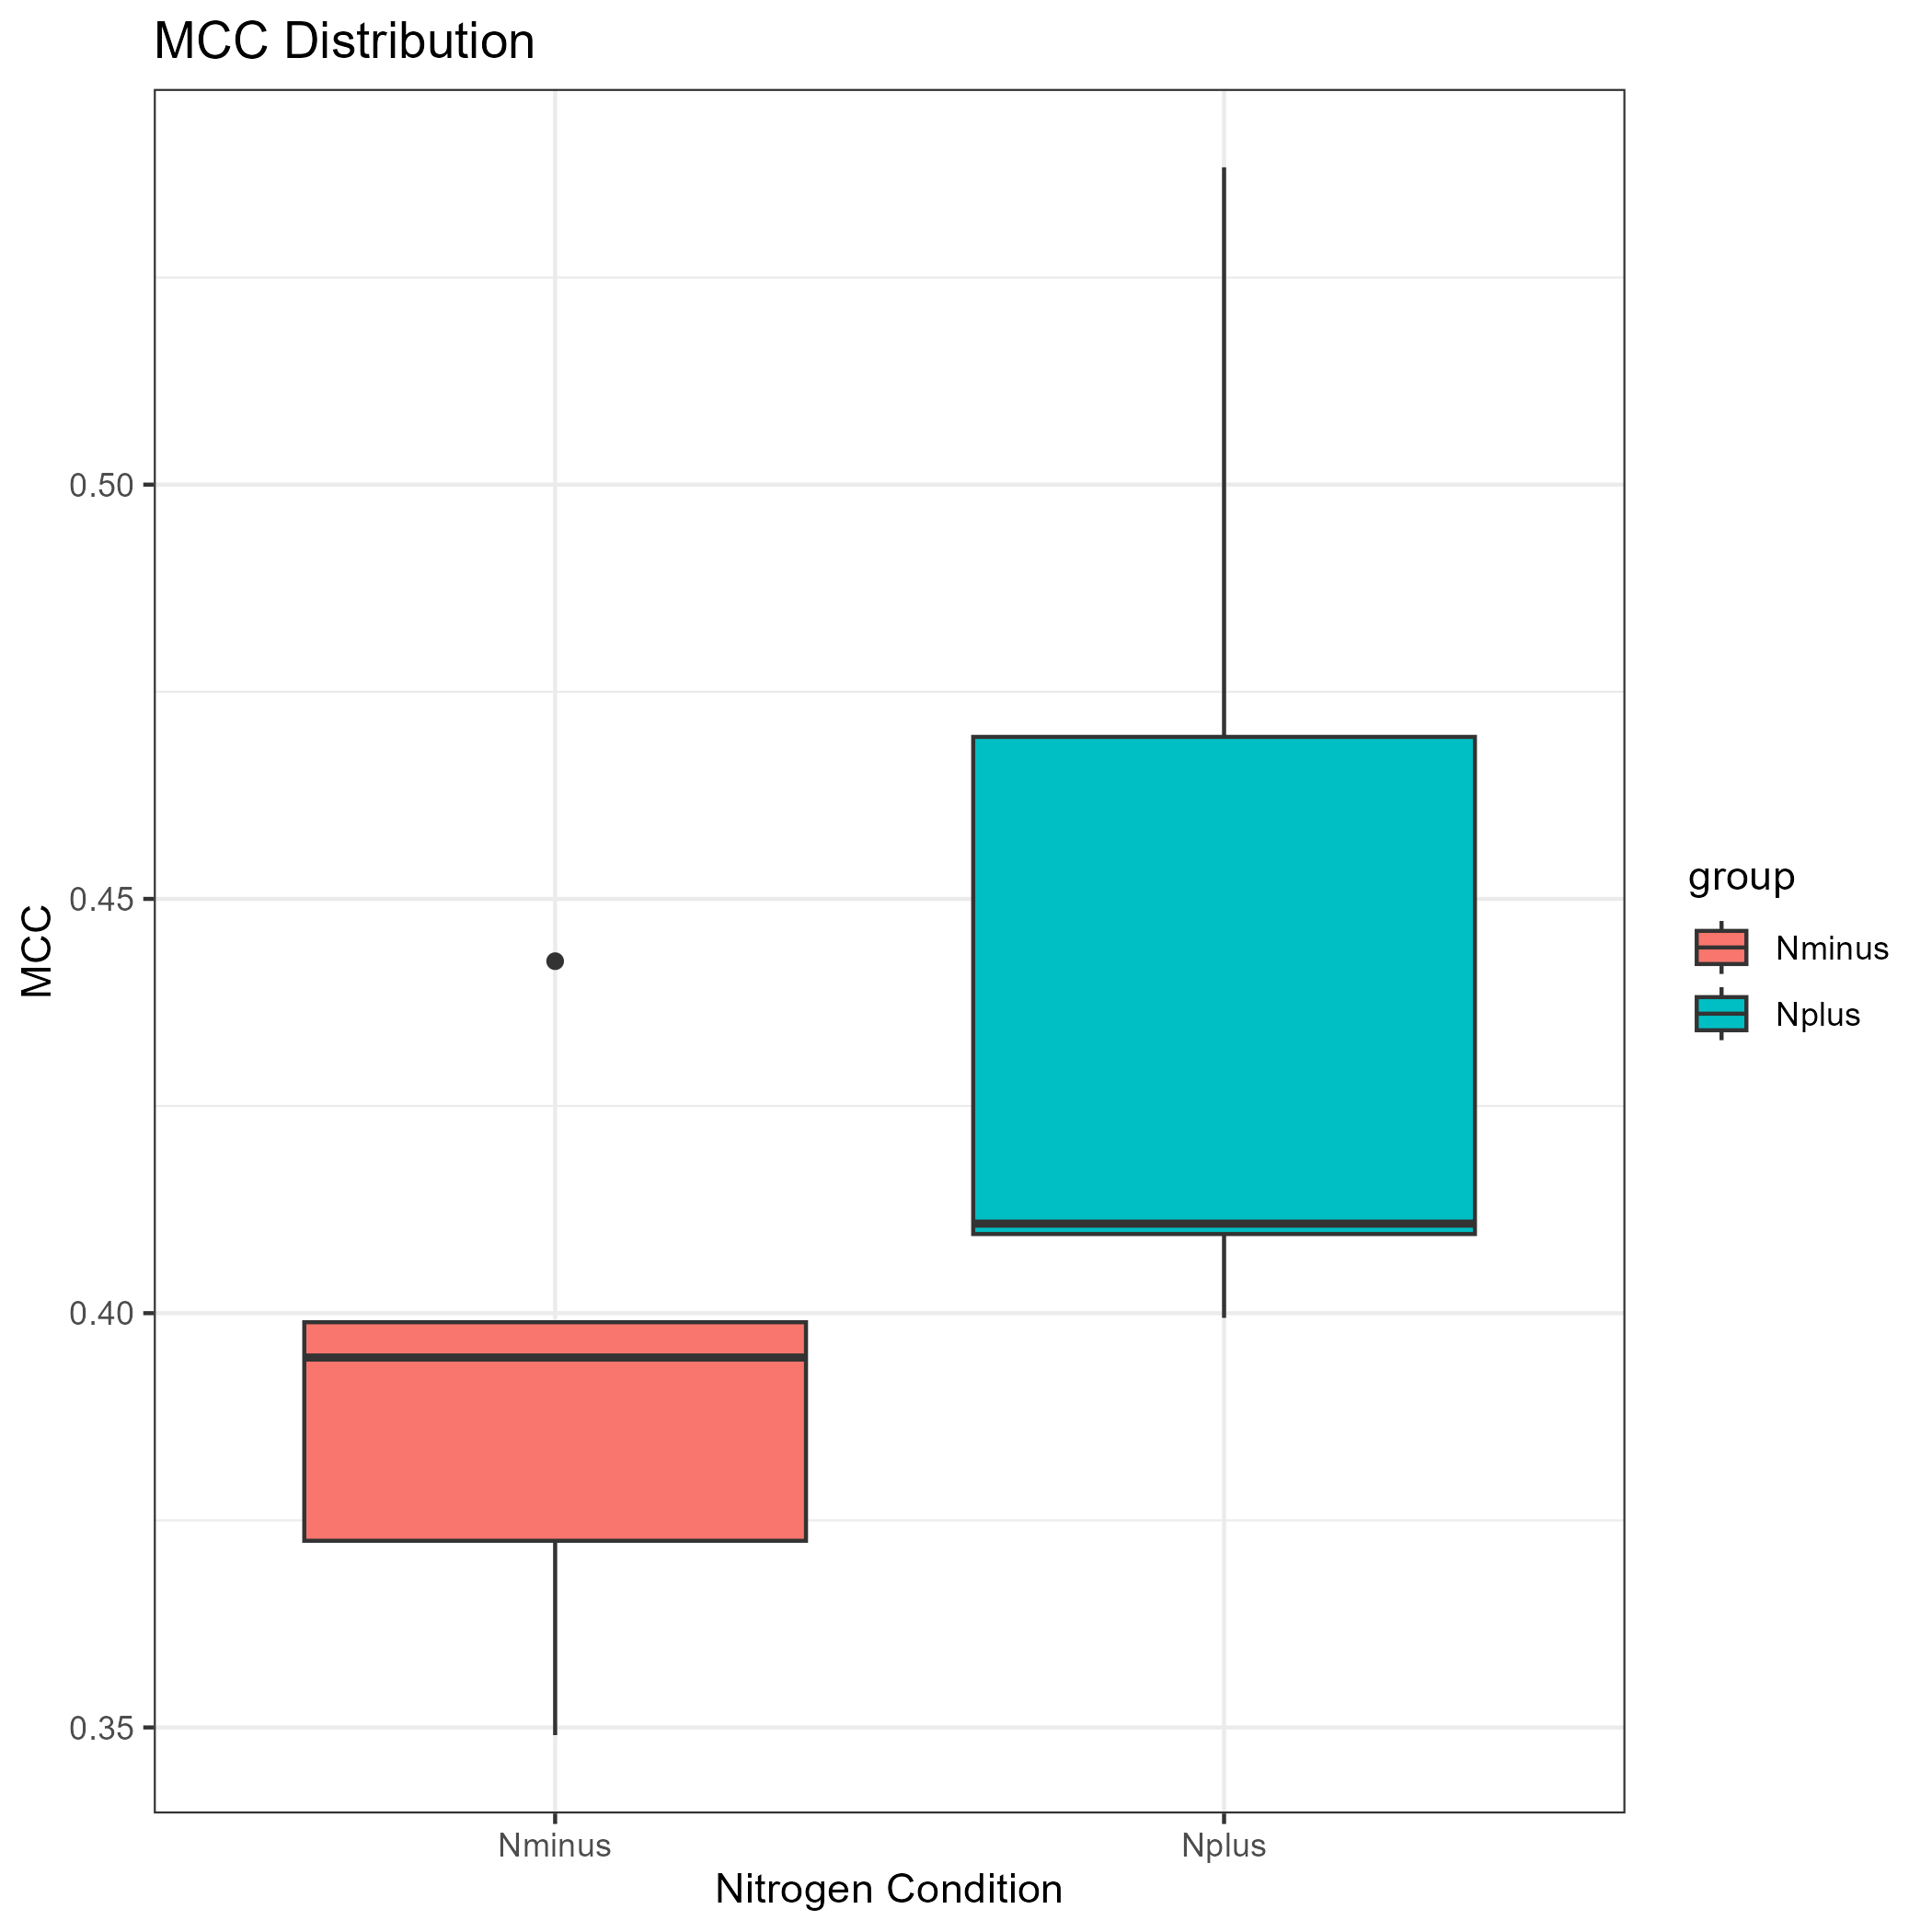 MCC Distribution
0.50
0.45
0.40
0.35
MCC
Nminus
Nplus
Nitrogen Condition
group
Nminus
Nplus